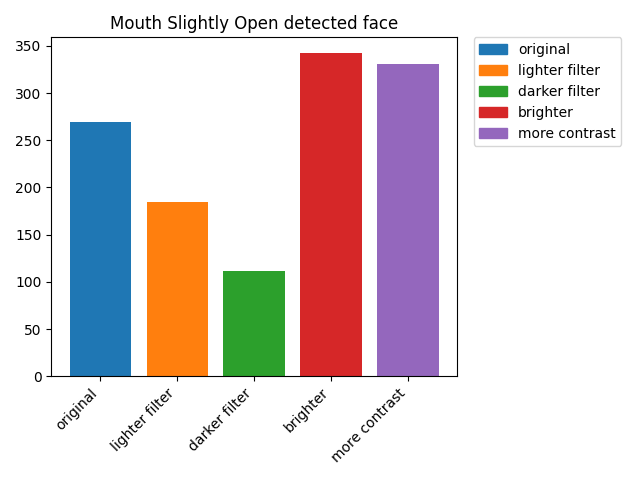 Mouth Slightly Open detected face
350
300
250
200
150
100
50
0
original
lighter filter
darker filter
brighter
more contrast
original
lighter filter
darker filter
brighter
more contrast